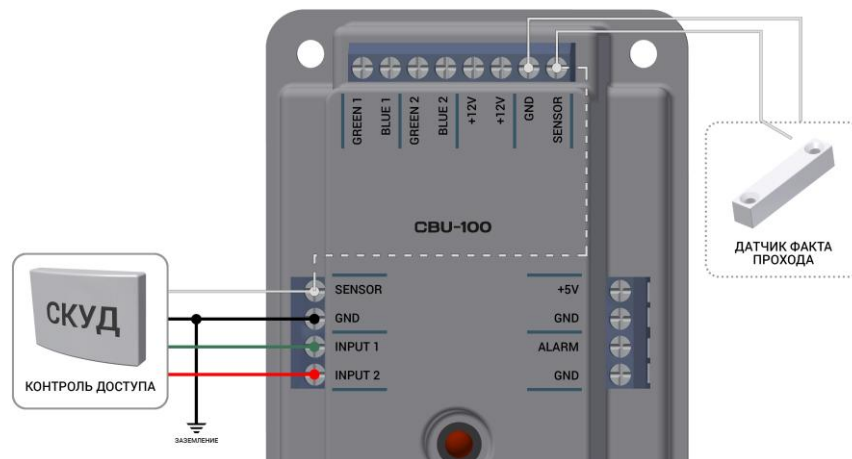 GREEN 1
BLUE 1
GREEN 2
BLUE 2
+12V
+12V
GND
SENSOR
CBU-100
ДАТЧИК ФАКТА
ПРОХОДА
СКУД
КОНТРОЛЬ ДОСТУПА
SENSOR
GND
INPUT 1
INPUT 2
+5V
GND
ALARM
GND
ЗАЗЕМЛЕНИЕ